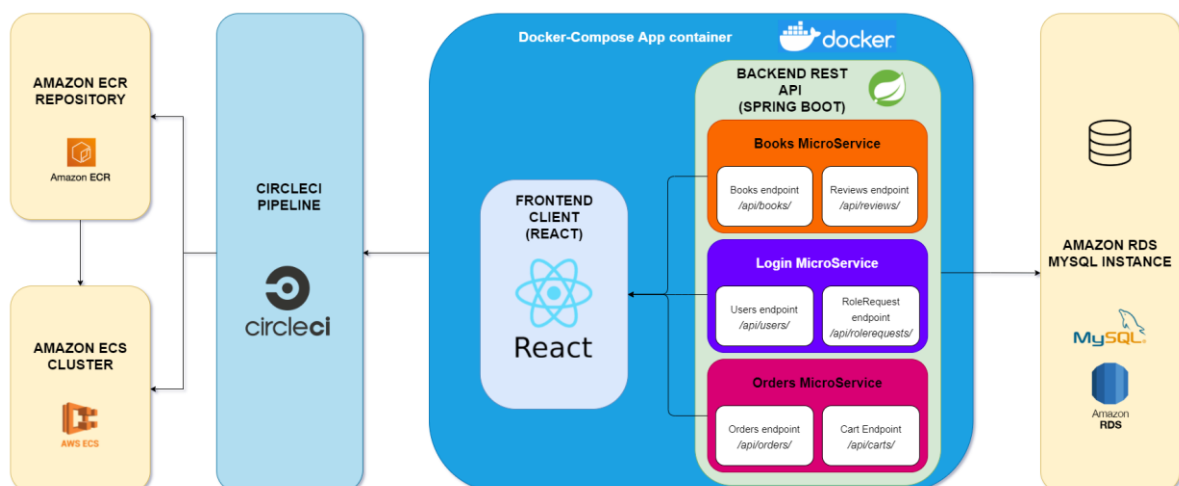 AMAZON ECR
REPOSITORY
Amazon ECR
AMAZON ECS
CLUSTER
AWS ECS
CIRCLECI
PIPELINE
circleci
Docker-Compose App container
docker
FRONTEND
CLIENT
(REACT)
React
BACKEND REST
API
(SPRING BOOT)
Books MicroService
Books endpoint
/api/books/
Reviews endpoint
/api/reviews/
Login MicroService
Users endpoint
/api/users/
RoleRequest
endpoint
/api/rolerequests/
Orders MicroService
Orders endpoint
/api/orders/
Cart Endpoint
/api/carts/
AMAZON RDS
MYSQL INSTANCE
MySQL®
Amazon
RDS